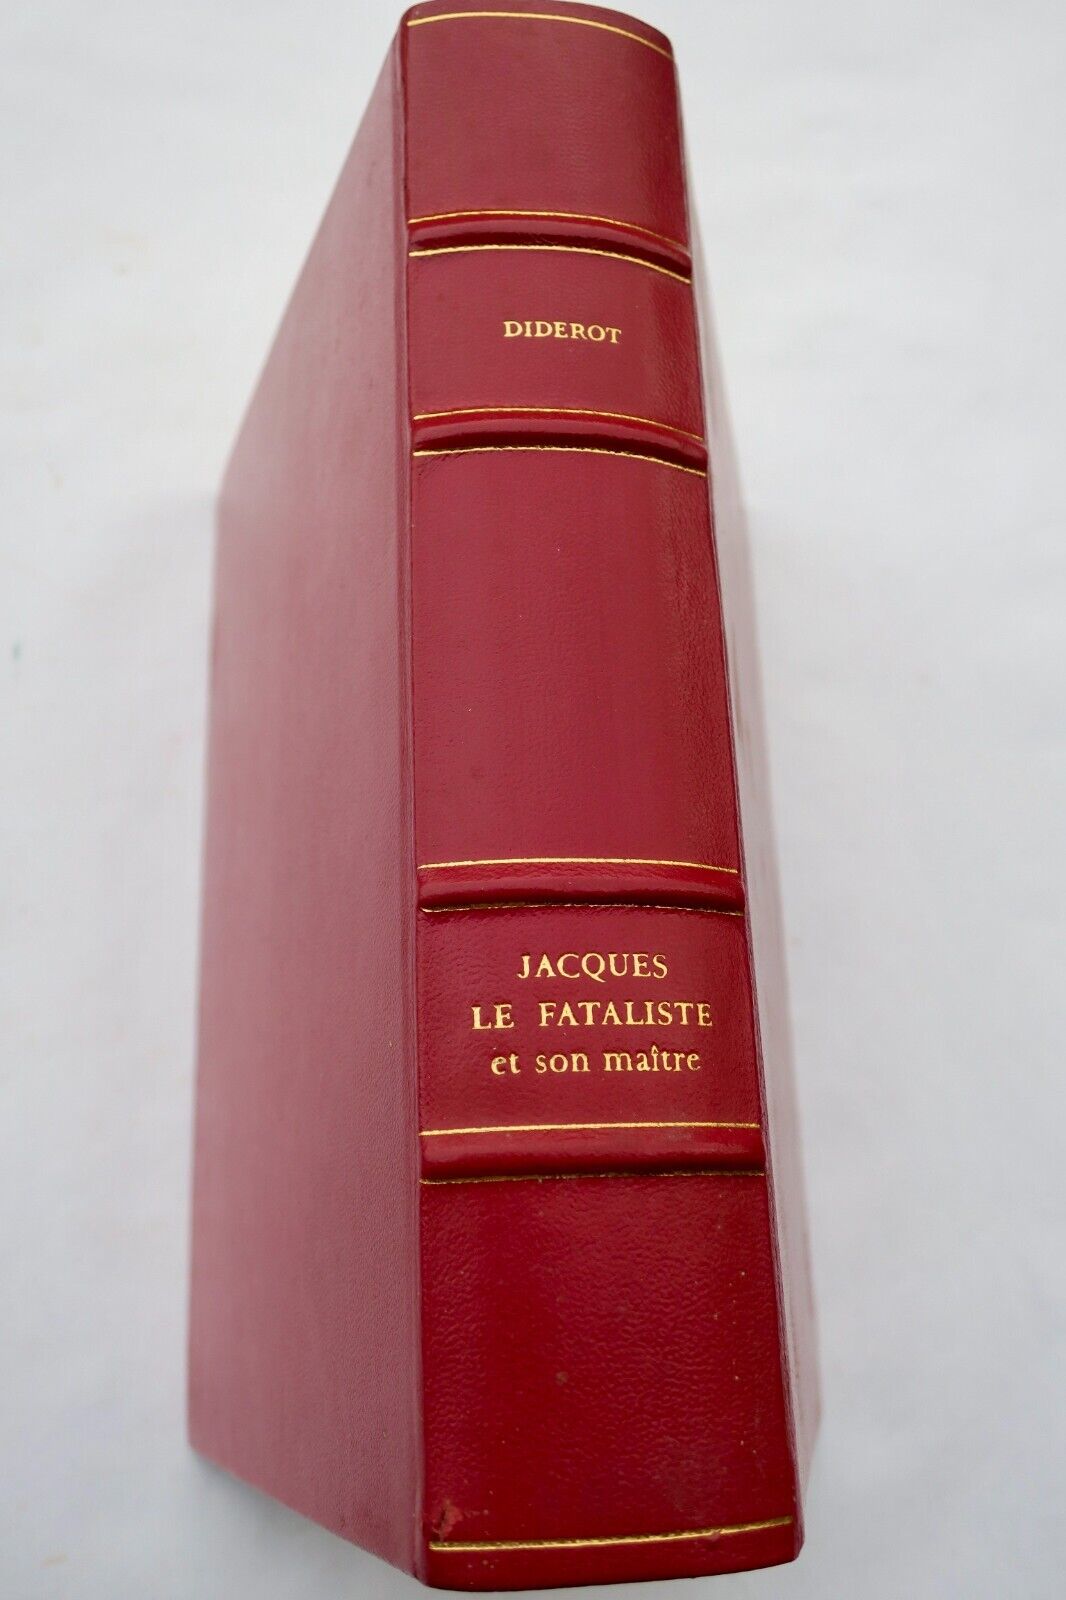 DIDEROT
JACQUES
LE FATALISTE
et son maître